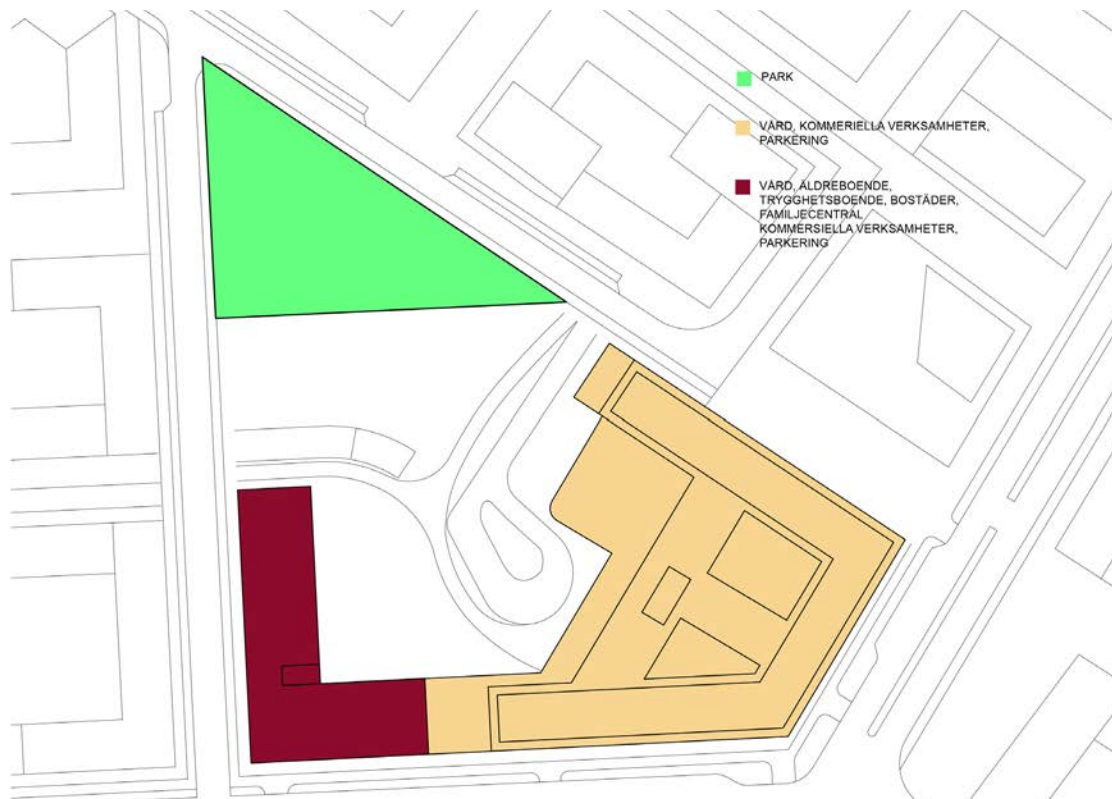 PARK
VÅRD, KOMMERIELLA VERKSAMHETER,
PARKERING
VÅRD, ÄLDREBOENDE,
TRYGGHETSBOENDE, BOSTÄDER,
FAMILJECENTRAL
KOMMERSIELLA VERKSAMHETER,
PARKERING